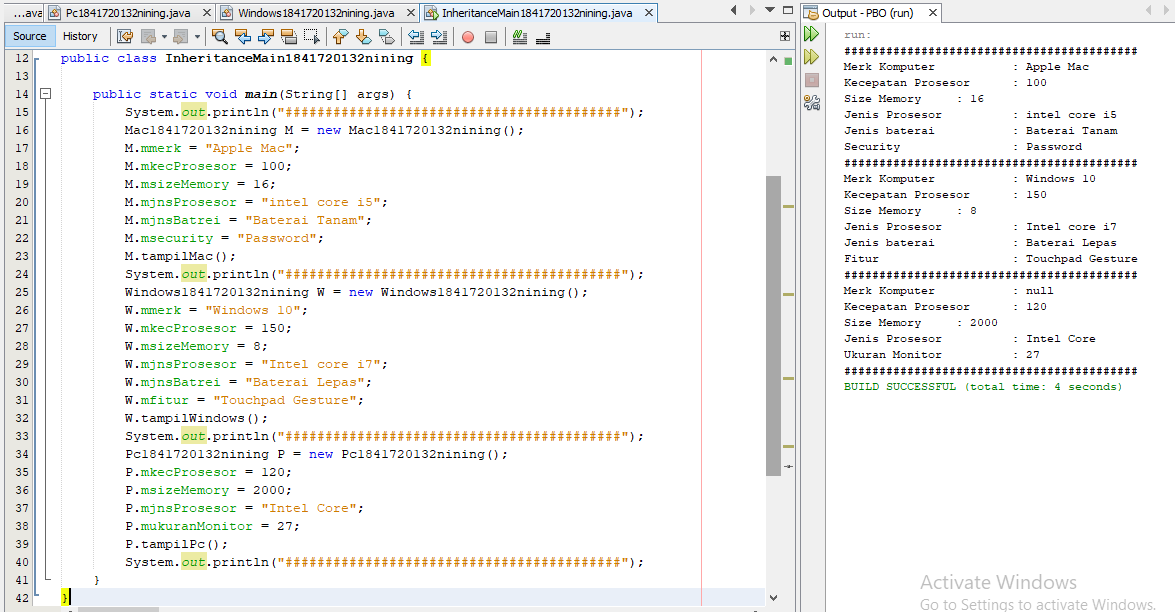 ...ava Pc1841720132nining.java Windows1841720132nining.java InheritanceMain1841720132nining.java
Source History
12 public class InheritanceMain1841720132nining {
13
14 public static void main(String[] args) {
15 System.out.println("##########################################");
16 Mac1841720132nining M = new Mac1841720132nining();
17 M.mmerk = "Apple Mac";
18 M.mkecProsesor = 100;
19 M.msizeMemory = 16;
20 M.mjnsProsesor = "intel core i5";
21 M.mjnsBatrei = "Baterai Tanam";
22 M.msecurity = "Password";
23 M.tampilMac();
24 System.out.println("##########################################");
25 Windows1841720132nining W = new Windows1841720132nining();
26 W.mmerk = "Windows 10";
27 W.mkecProsesor = 150;
28 W.msizeMemory = 8;
29 W.mjnsProsesor = "Intel core i7";
30 W.mjnsBatrei = "Baterai Lepas";
31 W.mfitur = "Touchpad Gesture";
32 W.tampilWindows();
33 System.out.println("##########################################");
34 Pc1841720132nining P = new Pc1841720132nining();
35 P.mkecProsesor = 120;
36 P.msizeMemory = 2000;
37 P.mjnsProsesor = "Intel Core";
38 P.mukuranMonitor = 27;
39 P.tampilPc();
40 System.out.println("##########################################");
41 }
42 }
Output - PBO (run)
run:
##########################################
Merk Komputer : Apple Mac
Kecepatan Prosesor : 100
Size Memory : 16
Jenis Prosesor : intel core i5
Jenis baterai : Baterai Tanam
Security : Password
##########################################
Merk Komputer : Windows 10
Kecepatan Prosesor : 150
Size Memory : 8
Jenis Prosesor : Intel core i7
Jenis baterai : Baterai Lepas
Fitur : Touchpad Gesture
##########################################
Merk Komputer : null
Kecepatan Prosesor : 120
Size Memory : 2000
Jenis Prosesor : Intel Core
Ukuran Monitor : 27
##########################################
BUILD SUCCESSFUL (total time: 4 seconds)
Activate Windows
Go to Settings to activate Windows.